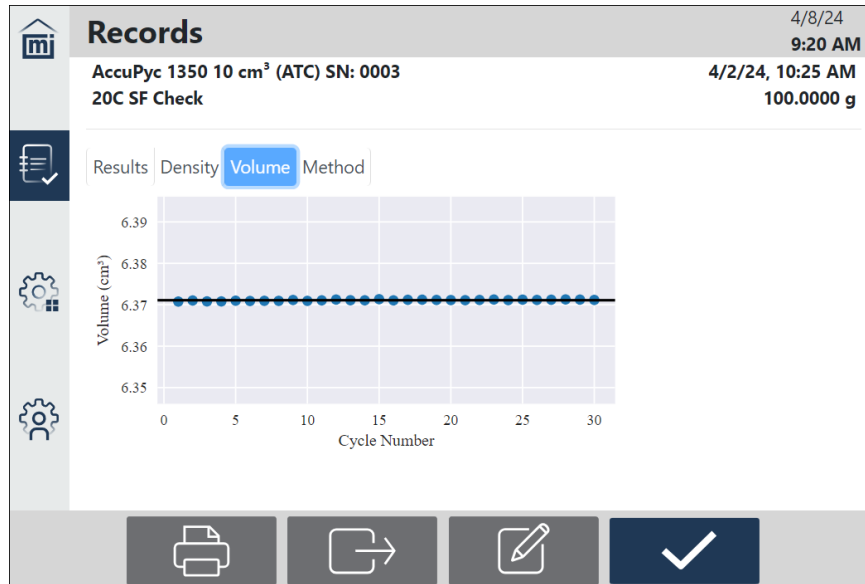 mi
Records
4/8/24
9:20 AM
AccuPyc 1350 10 cm³ (ATC) SN: 0003
4/2/24, 10:25 AM
20C SF Check
100.0000 g
Results Density Volume Method
6.39
6.38
6.37
6.36
6.35
Volume (cm³)
0 5 10 15 20 25 30
Cycle Number